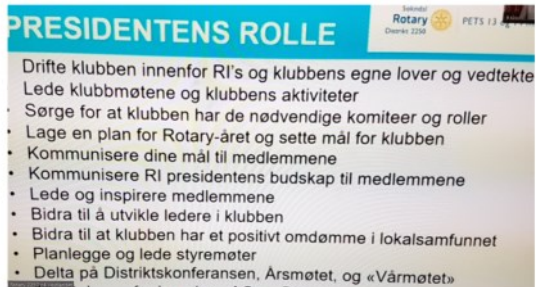 PRESIDENTENS ROLLE
Rotary
Distrikt 2250
PETS 13
Drifte klubben innenfor RI's og klubbens egne lover og vedtekte
Lede klubbmøtene og klubbens aktiviteter
• Sørge for at klubben har de nødvendige komiteer og roller
• Lage en plan for Rotary-året og sette mål for klubben
• Kommunisere dine mål til medlemmene
• Kommunisere RI presidentens budskap til medlemmene
• Lede og inspirere medlemmene
• Bidra til å utvikle ledere i klubben
• Bidra til at klubben har et positivt omdømme i lokalsamfunnet
• Planlegge og lede styremøter
• Delta på Distriktskonferansen, Årsmøtet, og «Vårmøtet»